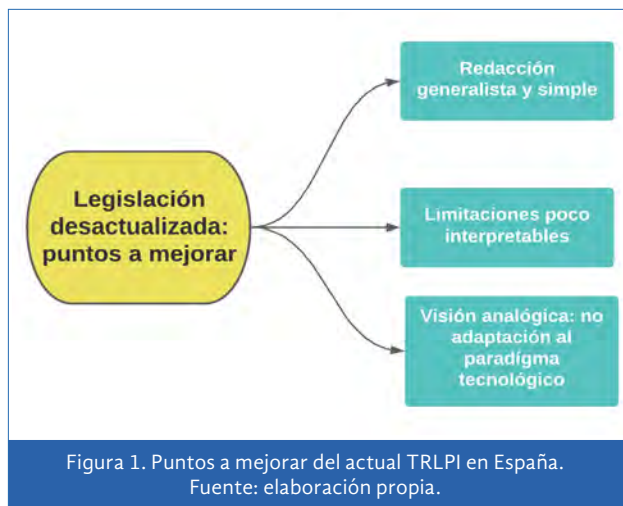 Legislación
desactualizada:
puntos a mejorar
Redacción
generalista y simple
Limitaciones poco
interpretables
Visión analógica: no
adaptación al
paradígma
tecnológico
Figura 1. Puntos a mejorar del actual TRLPI en España.
Fuente: elaboración propia.